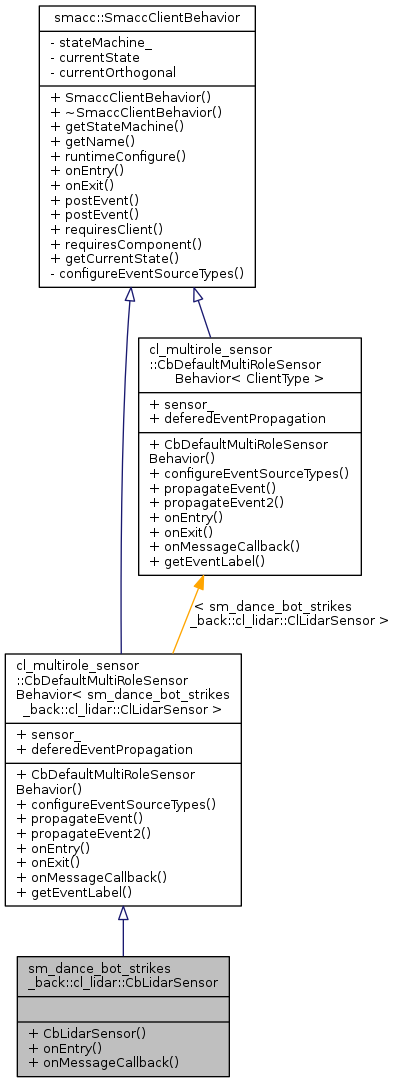 smacc::SmaccClientBehavior
- stateMachine_
- currentState
- currentOrthogonal
+ SmaccClientBehavior()
+ ~SmaccClientBehavior()
+ getStateMachine()
+ getName()
+ runtimeConfigure()
+ onEntry()
+ onExit()
+ postEvent()
+ postEvent()
+ requiresClient()
+ requiresComponent()
+ getCurrentState()
- configureEventSourceTypes()
cl_multirole_sensor
::CbDefaultMultiRoleSensor
Behavior< ClientType >
+ sensor_
+ deferedEventPropagation
+ CbDefaultMultiRoleSensor
Behavior()
+ configureEventSourceTypes()
+ propagateEvent()
+ propagateEvent2()
+ onEntry()
+ onExit()
+ onMessageCallback()
+ getEventLabel()
< sm_dance_bot_strikes
_back::cl_lidar::ClLidarSensor >
cl_multirole_sensor
::CbDefaultMultiRoleSensor
Behavior< sm_dance_bot_strikes
_back::cl_lidar::ClLidarSensor >
+ sensor_
+ deferedEventPropagation
+ CbDefaultMultiRoleSensor
Behavior()
+ configureEventSourceTypes()
+ propagateEvent()
+ propagateEvent2()
+ onEntry()
+ onExit()
+ onMessageCallback()
+ getEventLabel()
sm_dance_bot_strikes
_back::cl_lidar::CbLidarSensor
+ CbLidarSensor()
+ onEntry()
+ onMessageCallback()